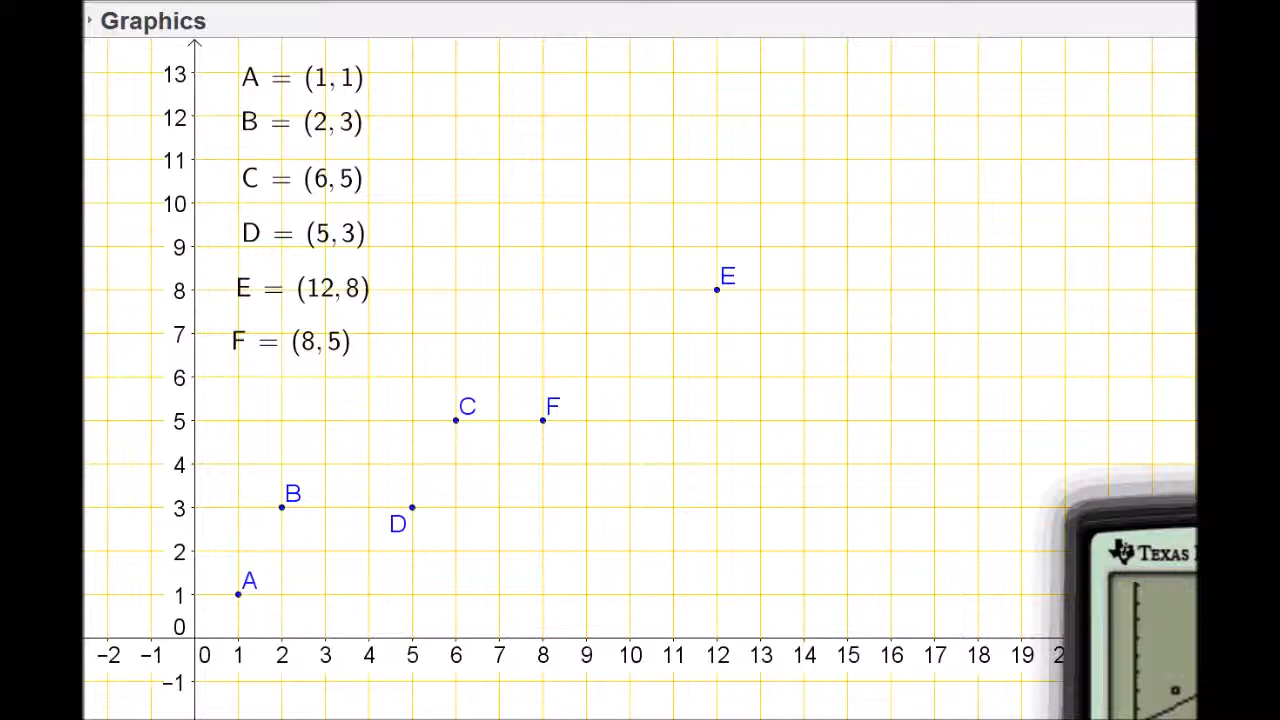 Graphics
A = (1, 1)
B = (2, 3)
C = (6, 5)
D = (5, 3)
E = (12, 8)
F = (8, 5)
13
12
11
10
9
8
7
6
5
4
3
2
1
0
−1
E
C
F
B
D
A
−2 −1 0 1 2 3 4 5 6 7 8 9 10 11 12 13 14 15 16 17 18 19
TEXAS